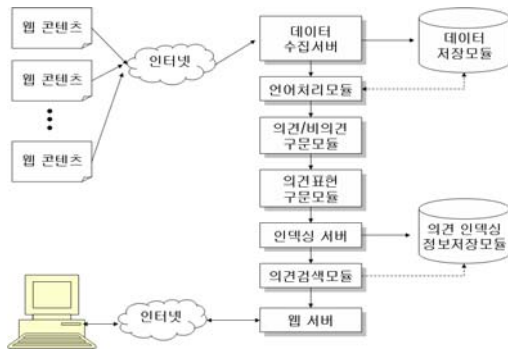 웹 콘텐츠
웹 콘텐츠
웹 콘텐츠
인터넷
데이터
수집서버
데이터
저장모듈
언어처리모듈
의견/비의견
구문모듈
의견표현
구문모듈
인덱싱 서버
의견 인덱싱
정보저장모듈
의견검색모듈
인터넷
웹 서버